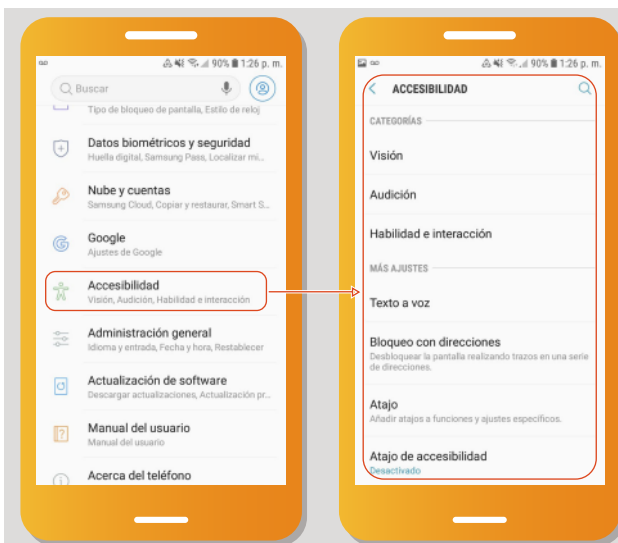 90% 1:26 p. m.
Buscar
Tipo de bloqueo de pantalla, Estilo de reloj
Datos biométricos y seguridad
Huella digital, Samsung Pass, Localizar mi...
Nube y cuentas
Samsung Cloud, Copiar y restaurar, Smart S...
Google
Ajustes de Google
Accesibilidad
Visión, Audición, Habilidad e interacción
Administración general
Idioma y entrada, Fecha y hora, Restablecer
Actualización de software
Descargar actualizaciones, Actualización pr...
Manual del usuario
Manual del usuario
Acerca del teléfono
90% 1:26 p. m.
ACCESIBILIDAD
CATEGORÍAS
Visión
Audición
Habilidad e interacción
MÁS AJUSTES
Texto a voz
Bloqueo con direcciones
Desbloquear la pantalla realizando trazos en una serie
de direcciones.
Atajo
Añadir atajos a funciones y ajustes específicos.
Atajo de accesibilidad
Desactivado